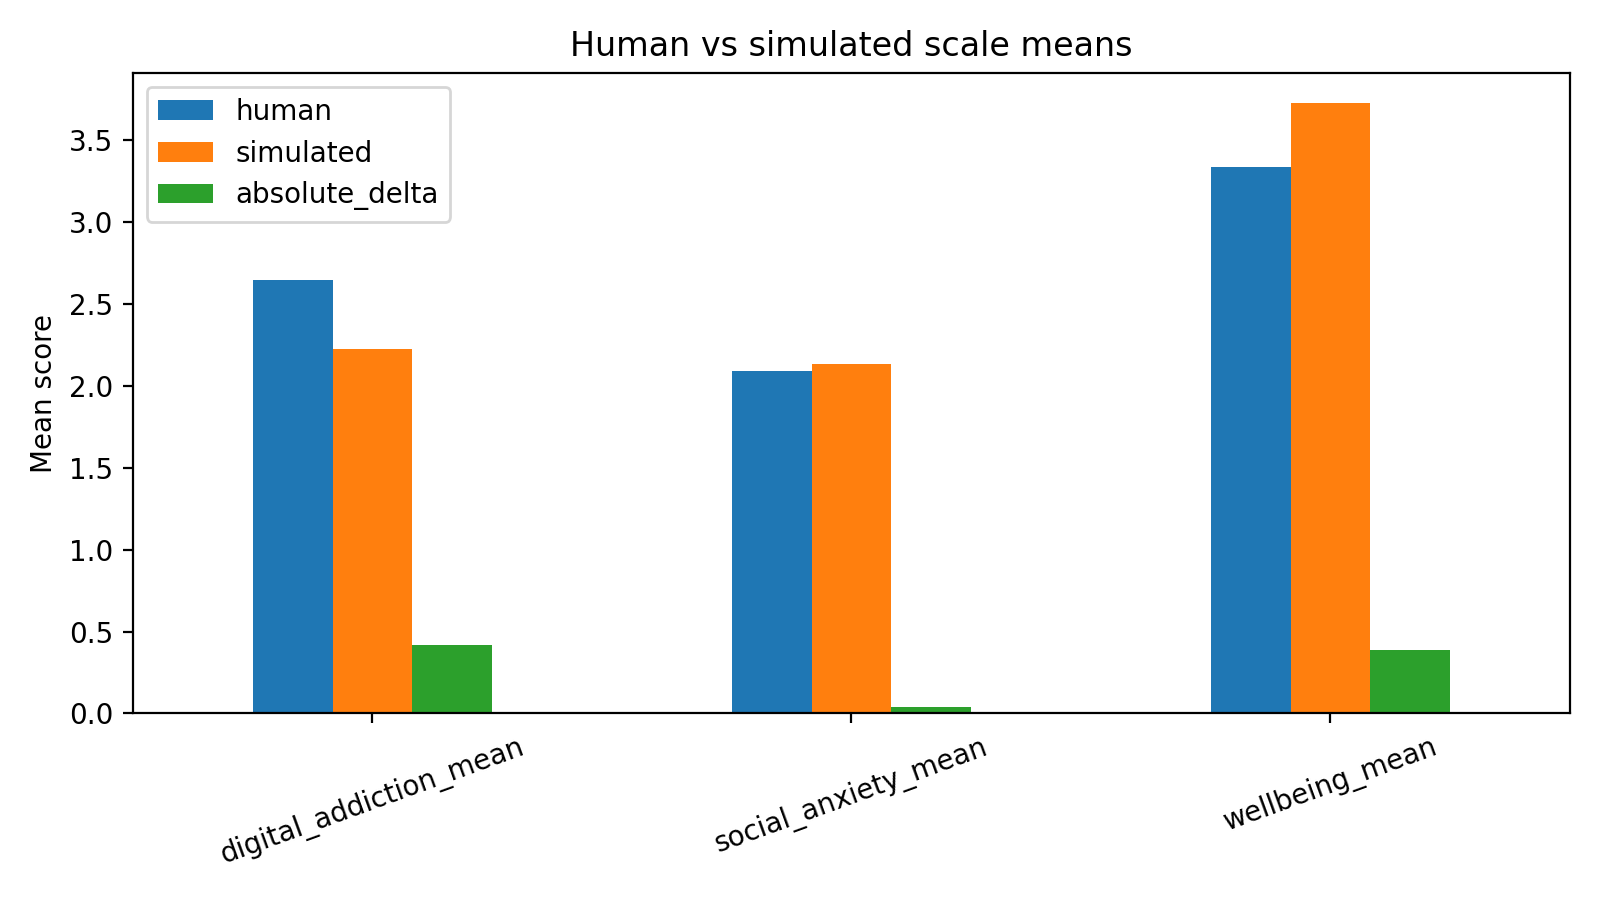 Human vs simulated scale means
human
simulated
absolute_delta
Mean score
3.5
3.0
2.5
2.0
1.5
1.0
0.5
0.0
digital_addiction_mean
social_anxiety_mean
wellbeing_mean